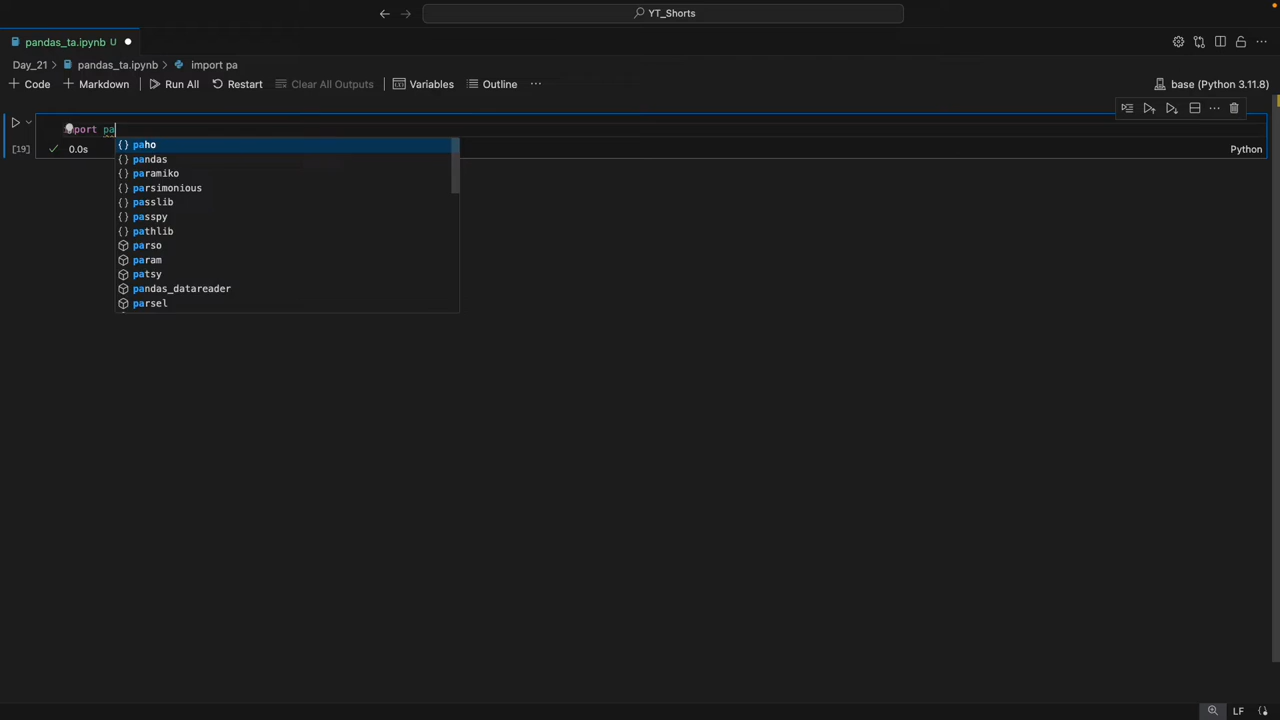 YT_Shorts
pandas_ta.ipynb U
Day_21 > pandas_ta.ipynb > import pa
+ Code + Markdown Run All Restart Clear All Outputs Variables Outline ... base (Python 3.11.8)
import pa
[19] 0.0s Python
{} paho
{} pandas
{} paramiko
{} parsimonious
{} passlib
{} passpy
{} pathlib
parso
param
patsy
pandas_datareader
parsel
LF